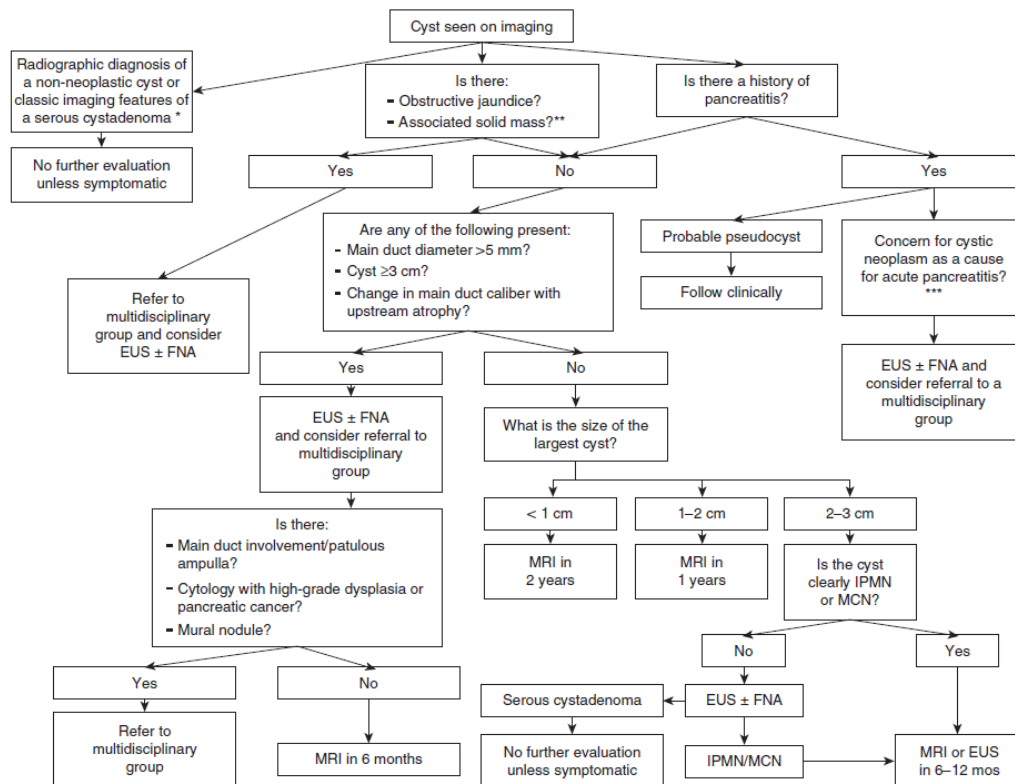 Cyst seen on imaging
Radiographic diagnosis of
a non-neoplastic cyst or
classic imaging features of
a serous cystadenoma *
Is there:
- Obstructive jaundice?
- Associated solid mass?**
Is there a history of
pancreatitis?
No further evaluation
unless symptomatic
Yes
No
Yes
Are any of the following present:
- Main duct diameter >5 mm?
- Cyst ≥3 cm?
- Change in main duct caliber with
upstream atrophy?
Probable pseudocyst
Concern for cystic
neoplasm as a cause
for acute pancreatitis?
***
Follow clinically
Refer to
multidisciplinary
group and consider
EUS ± FNA
Yes
No
EUS ± FNA and
consider referral to a
multidisciplinary
group
EUS ± FNA
and consider referral to
multidisciplinary
group
What is the size of the
largest cyst?
< 1 cm
1–2 cm
2–3 cm
Is there:
- Main duct involvement/patulous
ampulla?
- Cytology with high-grade dysplasia or
pancreatic cancer?
- Mural nodule?
MRI in
2 years
MRI in
1 years
Is the cyst
clearly IPMN
or MCN?
No
Yes
Yes
No
Serous cystadenoma
EUS ± FNA
Refer to
multidisciplinary
group
MRI in 6 months
No further evaluation
unless symptomatic
IPMN/MCN
MRI or EUS
in 6–12 mos